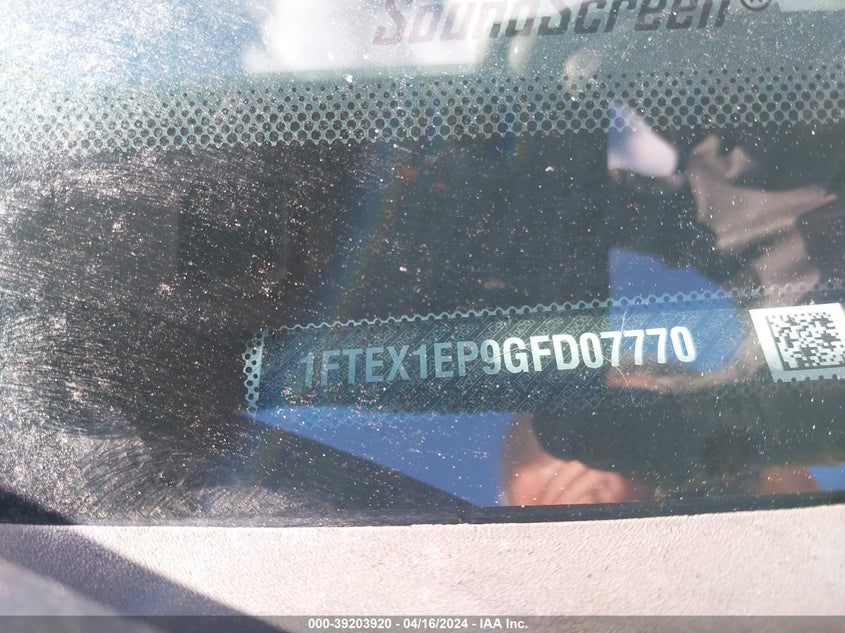 SoundScreen®
1FTEX1EP9GFD07770
000-39203920 / 04/16/2024 - IAA Inc.